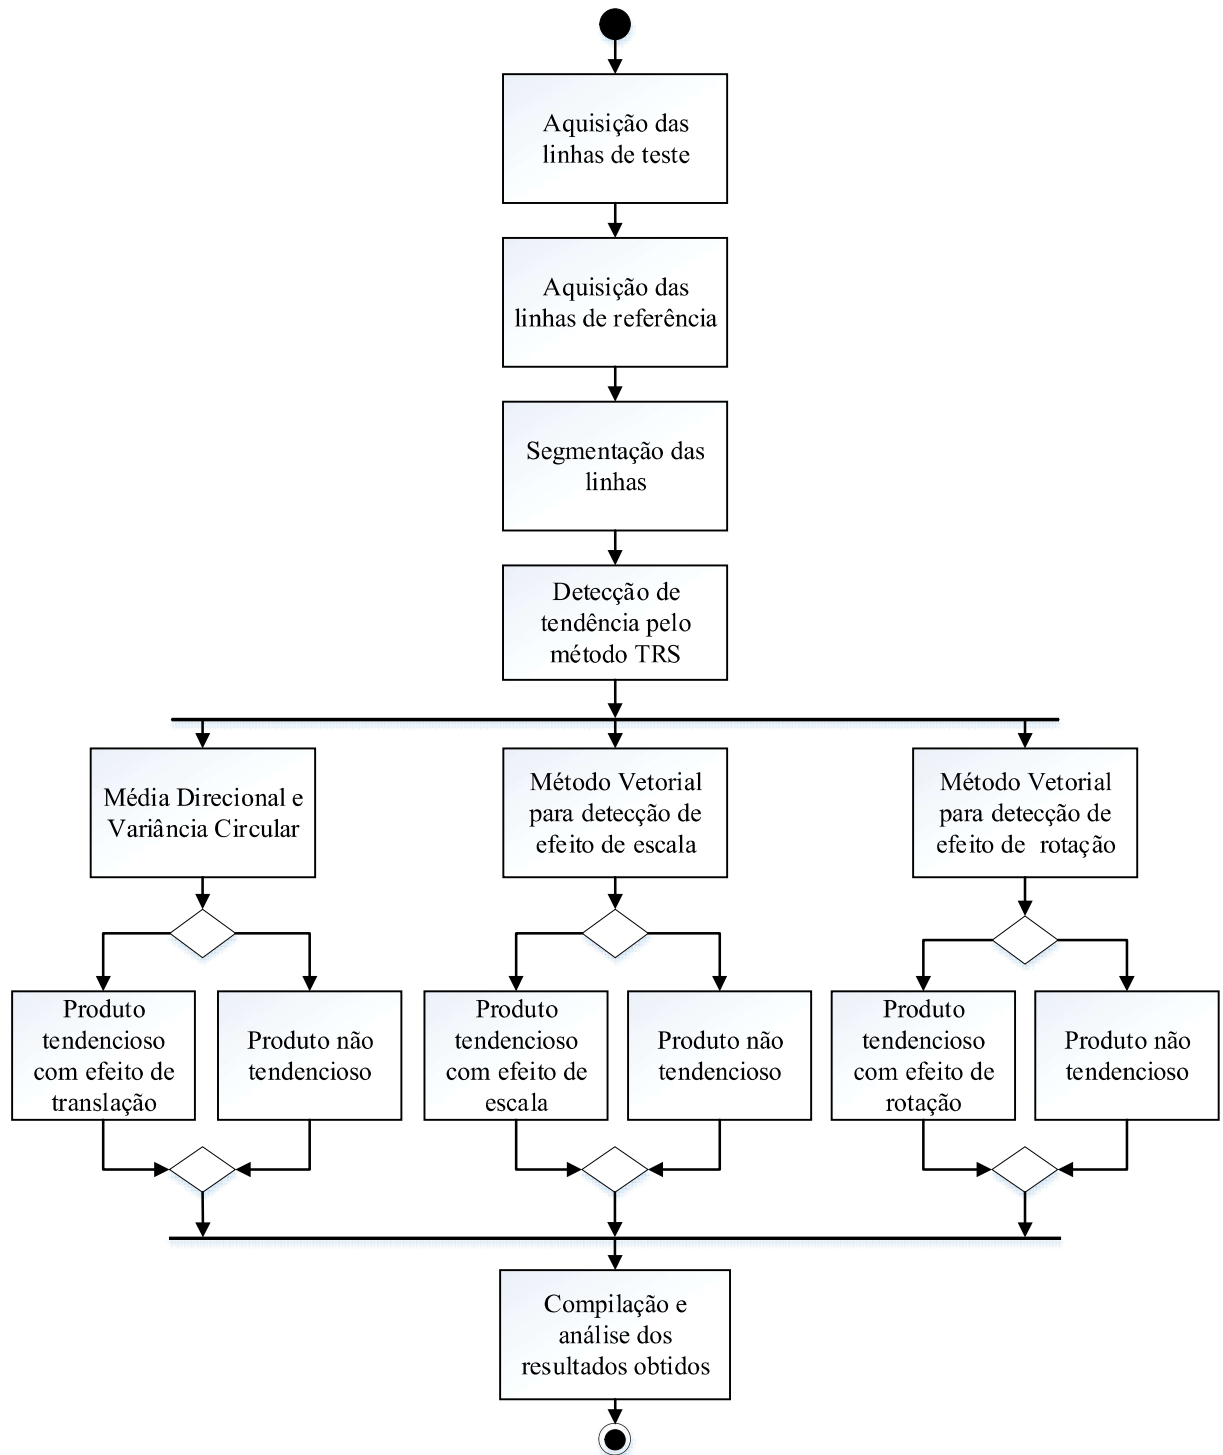 Aquisição das
linhas de teste
Aquisição das
linhas de referência
Segmentação das
linhas
Detecção de
tendência pelo
método TRS
Média Direcional e
Variância Circular
Método Vetorial
para detecção de
efeito de escala
Método Vetorial
para detecção de
efeito de rotação
Produto
tendencioso
com efeito de
translação
Produto não
tendencioso
Produto
tendencioso
com efeito de
escala
Produto não
tendencioso
Produto
tendencioso
com efeito de
rotação
Produto não
tendencioso
Compilação e
análise dos
resultados obtidos